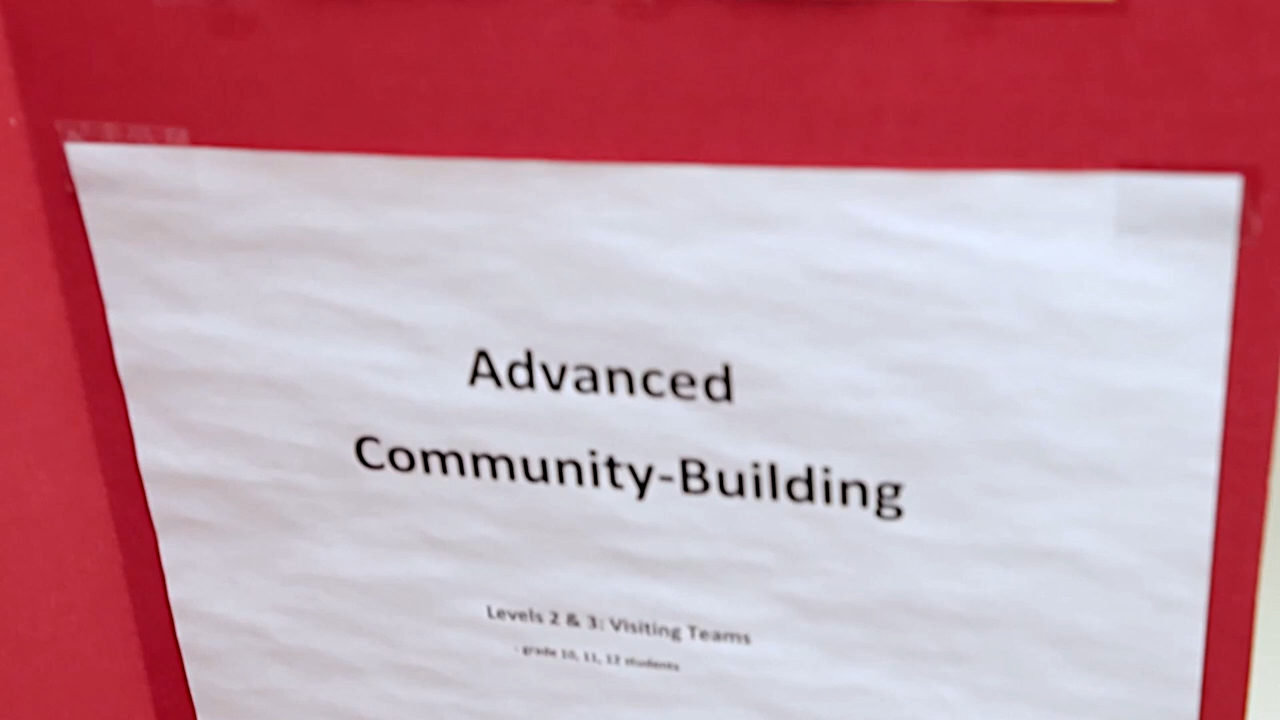 Advanced
Community-Building
Levels 2 & 3: Visiting Teams
- grade 10, 11, 12 students